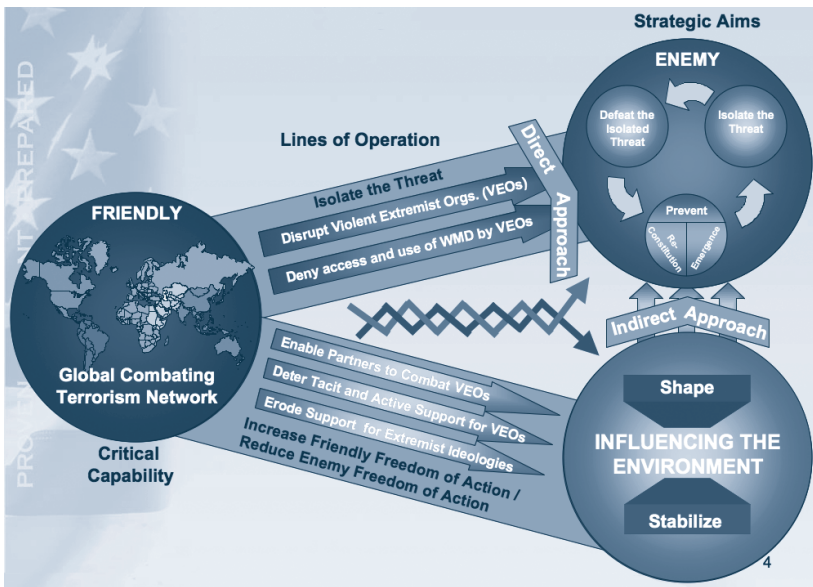 Strategic Aims
ENEMY
Defeat the
Isolated
Threat
Isolate the
Threat
Prevent
Re-
Constitution
Emergence
Lines of Operation
Direct Approach
Isolate the Threat
Disrupt Violent Extremist Orgs. (VEOs)
Deny access and use of WMD by VEOs
FRIENDLY
Global Combating
Terrorism Network
Critical
Capability
Enable Partners to Combat VEOs
Deter Tacit and Active Support for VEOs
Erode Support for Extremist Ideologies
Increase Friendly Freedom of Action /
Reduce Enemy Freedom of Action
Indirect Approach
Shape
INFLUENCING THE
ENVIRONMENT
Stabilize
4
PREPARED